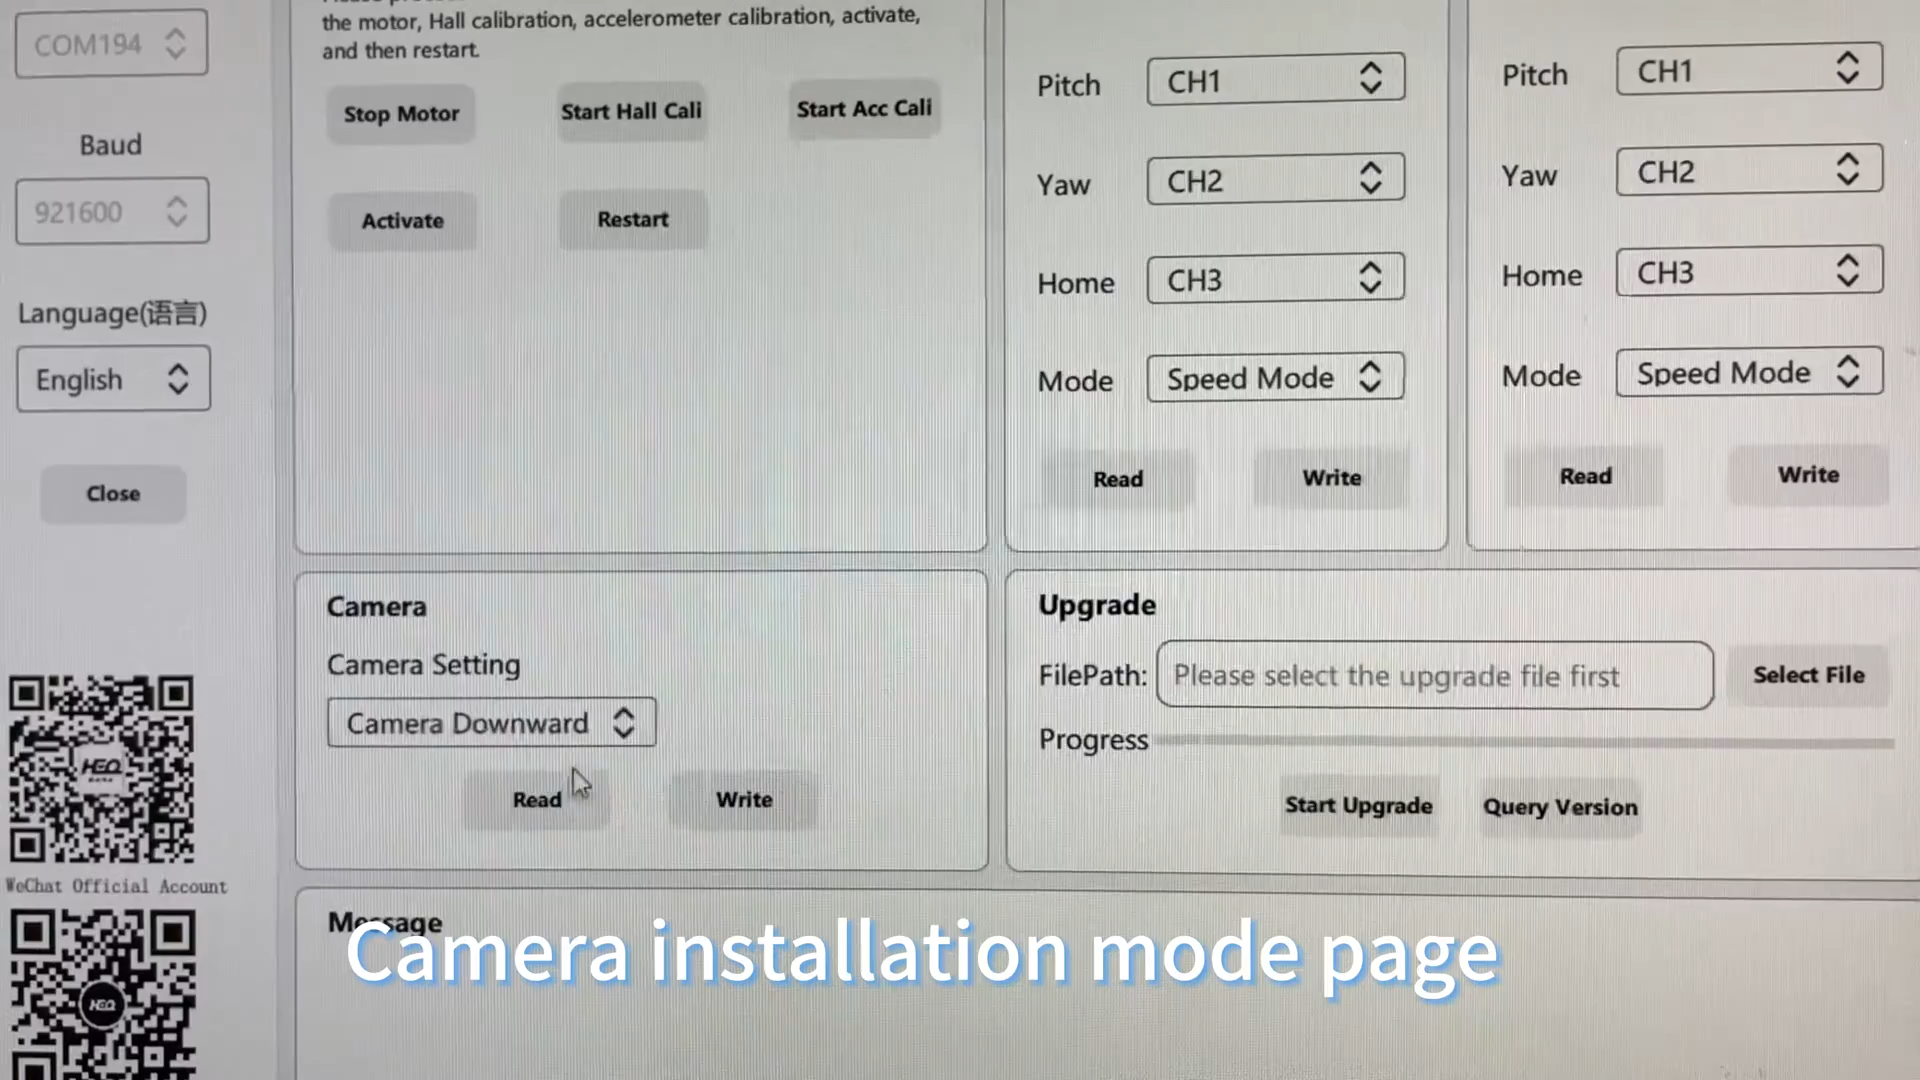 COM194
Baud
921600
Language(语言)
English
Close
HEQ
WeChat Official Account
HEQ
the motor, Hall calibration, accelerometer calibration, activate,
and then restart.
Stop Motor
Start Hall Cali
Start Acc Cali
Activate
Restart
Pitch
CH1
Yaw
CH2
Home
CH3
Mode
Speed Mode
Read
Write
Pitch
CH1
Yaw
CH2
Home
CH3
Mode
Speed Mode
Read
Write
Camera
Camera Setting
Camera Downward
Read
Write
Upgrade
FilePath:
Please select the upgrade file first
Select File
Progress
Start Upgrade
Query Version
Message
Camera installation mode page